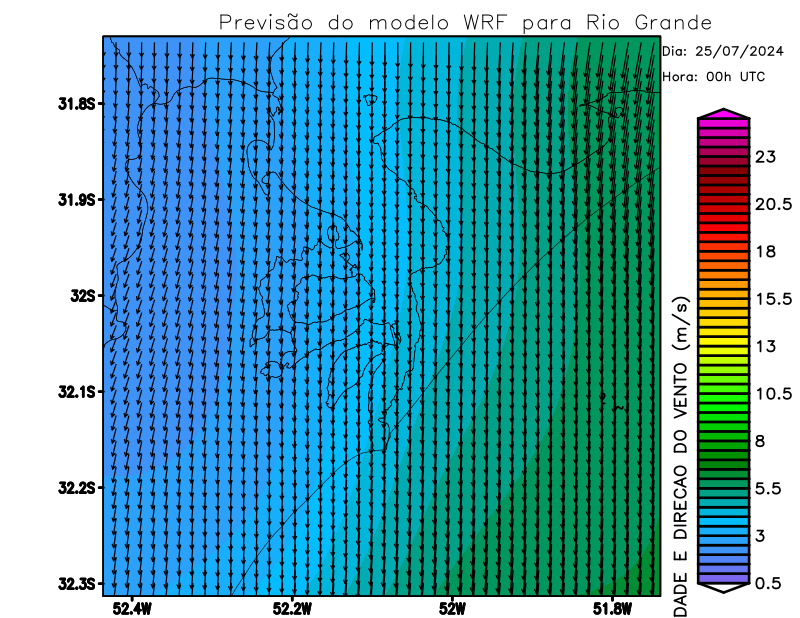 Previsão do modelo WRF para Rio Grande
Dia: 25/07/2024
Hora: 00h UTC
31.8S
31.9S
32S
32.1S
32.2S
32.3S
52.4W
52.2W
52W
51.8W
23
20.5
18
15.5
13
10.5
8
5.5
3
0.5
DADE E DIRECAO DO VENTO (m/s)